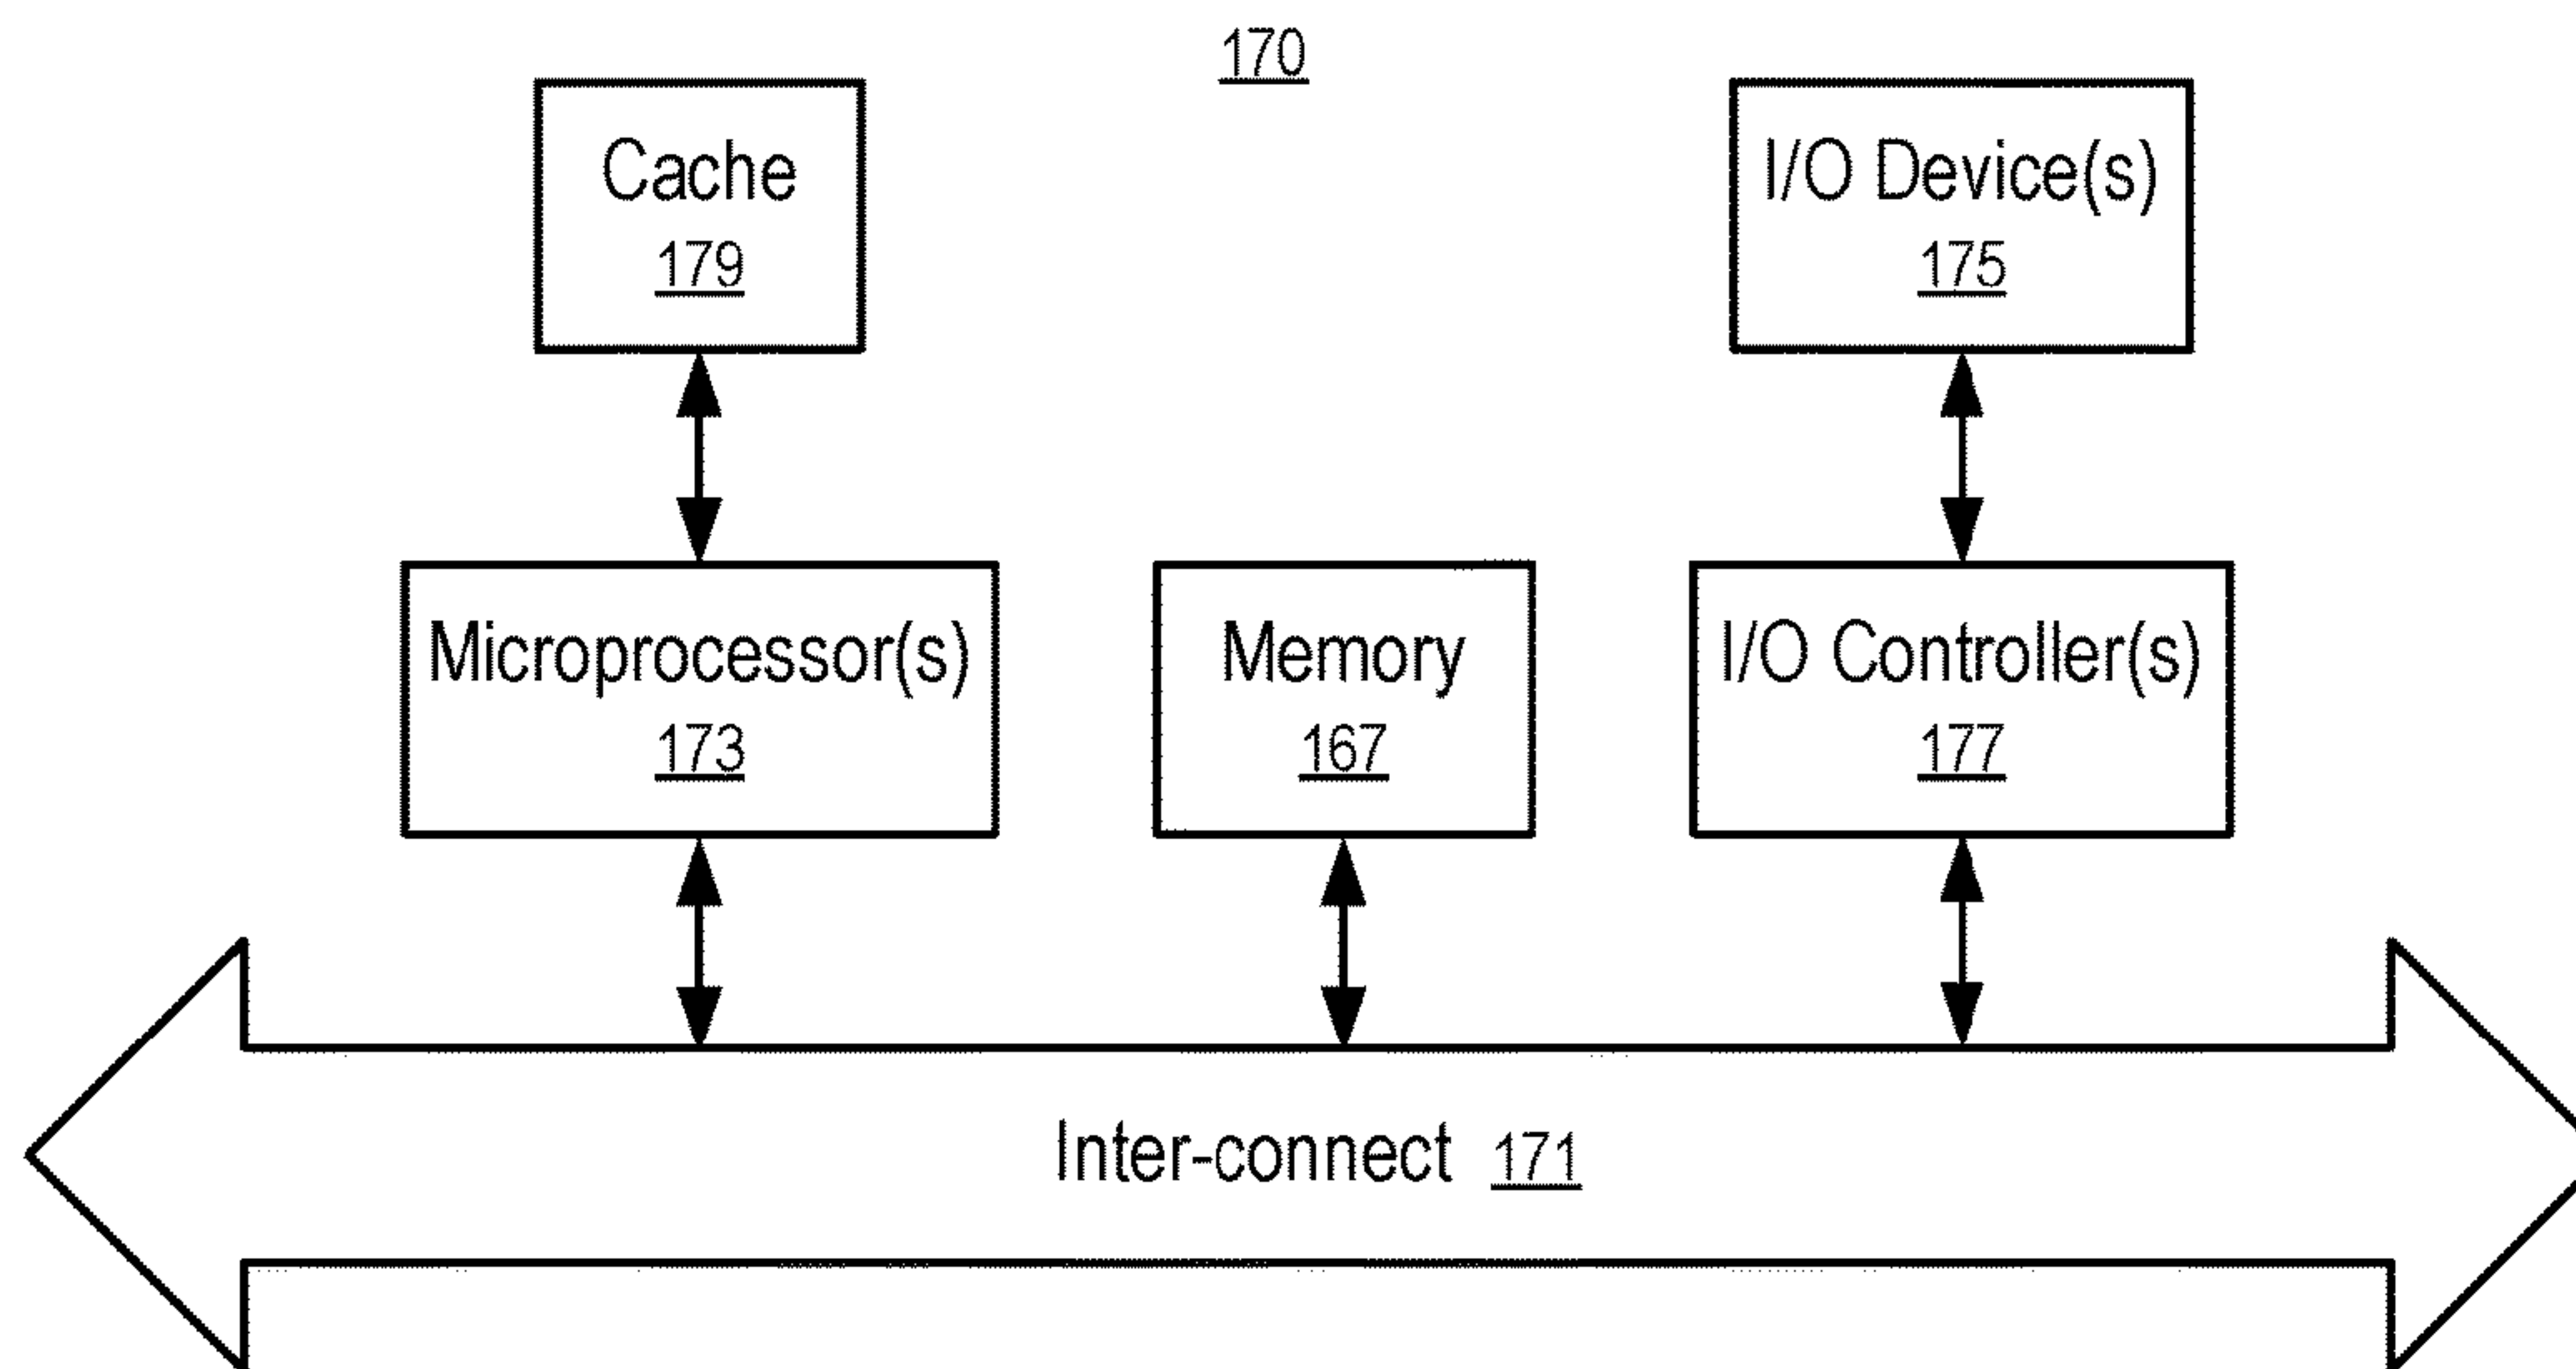 170
Cache
179
I/O Device(s)
175
Microprocessor(s)
173
Memory
167
I/O Controller(s)
177
Inter-connect 171